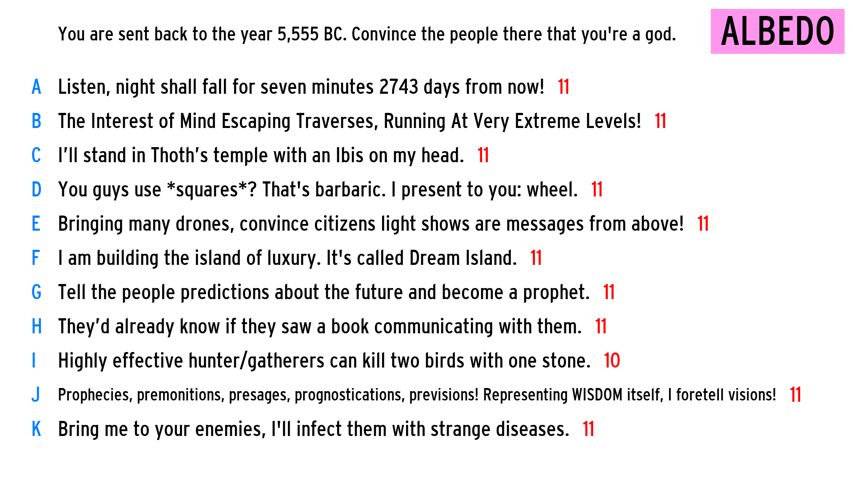 You are sent back to the year 5,555 BC. Convince the people there that you're a god.
ALBEDO
A Listen, night shall fall for seven minutes 2743 days from now! 11
B The Interest of Mind Escaping Traverses, Running At Very Extreme Levels! 11
C I’ll stand in Thoth’s temple with an Ibis on my head. 11
D You guys use *squares*? That's barbaric. I present to you: wheel. 11
E Bringing many drones, convince citizens light shows are messages from above! 11
F I am building the island of luxury. It's called Dream Island. 11
G Tell the people predictions about the future and become a prophet. 11
H They’d already know if they saw a book communicating with them. 11
I Highly effective hunter/gatherers can kill two birds with one stone. 10
J Prophecies, premonitions, presages, prognostications, previsions! Representing WISDOM itself, I foretell visions! 11
K Bring me to your enemies, I'll infect them with strange diseases. 11